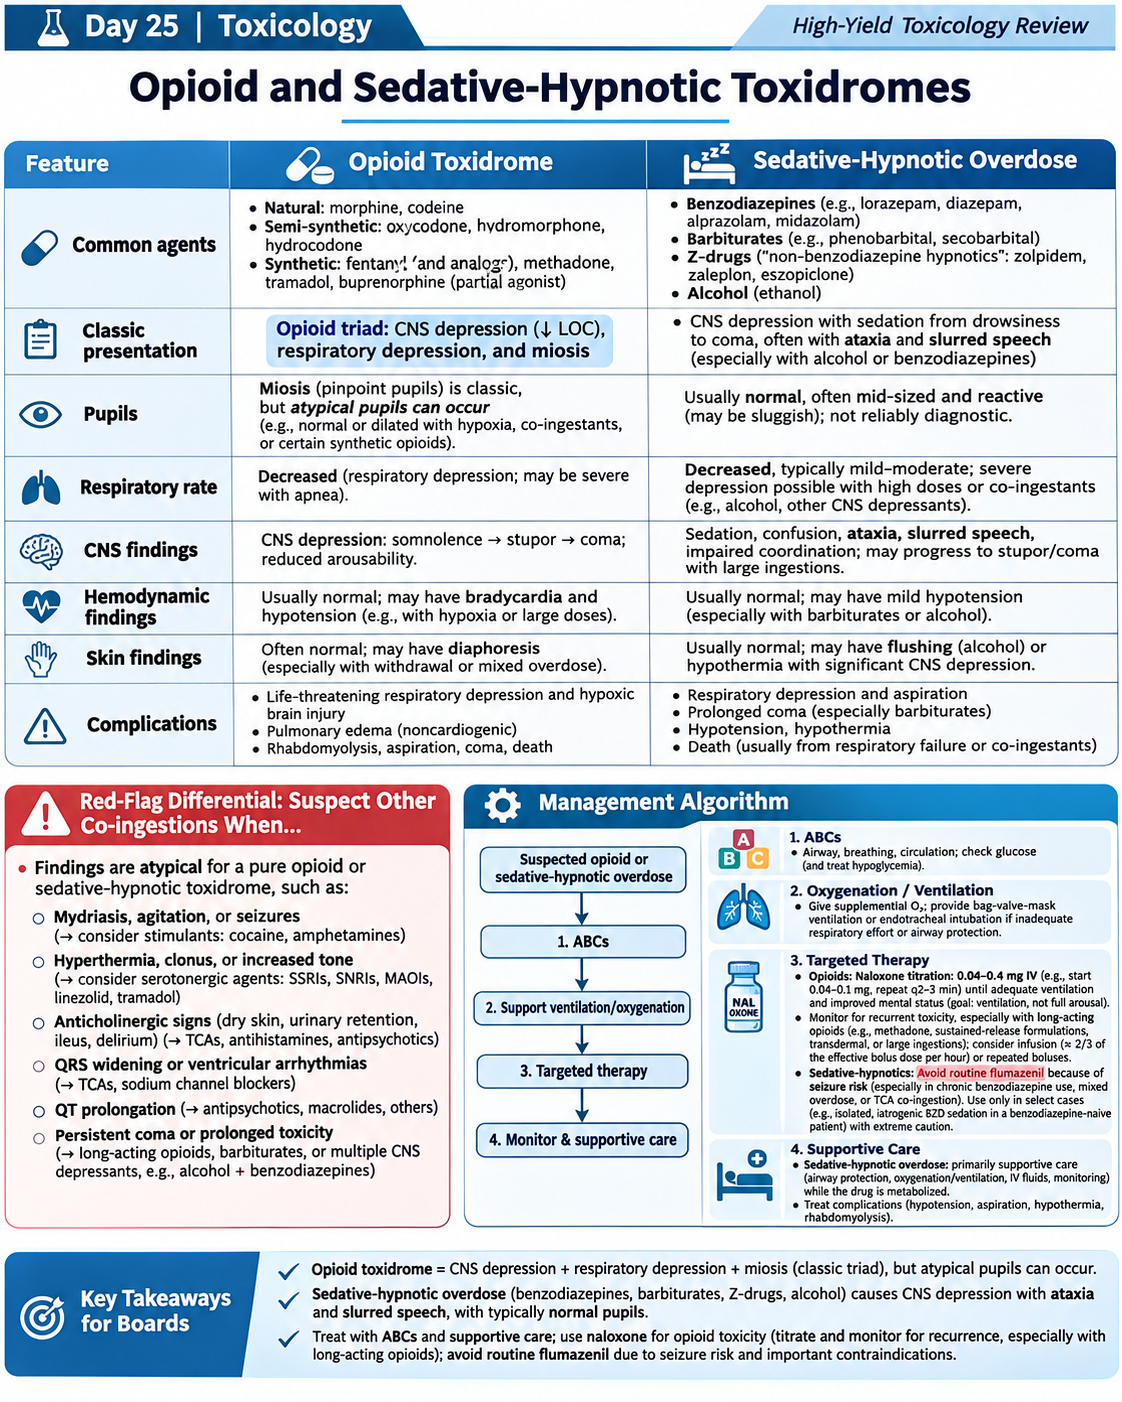 Day 25 | Toxicology
High-Yield Toxicology Review
Opioid and Sedative-Hypnotic Toxidromes
Feature
Opioid Toxidrome
zzZ
Sedative-Hypnotic Overdose
Common agents
• Natural: morphine, codeine
• Semi-synthetic: oxycodone, hydromorphone,
hydrocodone
• Synthetic: fentanyl (and analogs), methadone,
tramadol, buprenorphine (partial agonist)
• Benzodiazepines (e.g., lorazepam, diazepam,
alprazolam, midazolam)
• Barbiturates (e.g., phenobarbital, secobarbital)
• Z-drugs ("non-benzodiazepine hypnotics": zolpidem,
zaleplon, eszopiclone)
• Alcohol (ethanol)
Classic
presentation
Opioid triad: CNS depression (↓ LOC),
respiratory depression, and miosis
• CNS depression with sedation from drowsiness
to coma, often with ataxia and slurred speech
(especially with alcohol or benzodiazepines)
Pupils
Miosis (pinpoint pupils) is classic,
but atypical pupils can occur
(e.g., normal or dilated with hypoxia, co-ingestants,
or certain synthetic opioids).
Usually normal, often mid-sized and reactive
(may be sluggish); not reliably diagnostic.
Respiratory rate
Decreased (respiratory depression; may be severe
with apnea).
Decreased, typically mild–moderate; severe
depression possible with high doses or co-ingestants
(e.g., alcohol, other CNS depressants).
CNS findings
CNS depression: somnolence → stupor → coma;
reduced arousability.
Sedation, confusion, ataxia, slurred speech,
impaired coordination; may progress to stupor/coma
with large ingestions.
Hemodynamic
findings
Usually normal; may have bradycardia and
hypotension (e.g., with hypoxia or large doses).
Usually normal; may have mild hypotension
(especially with barbiturates or alcohol).
Skin findings
Often normal; may have diaphoresis
(especially with withdrawal or mixed overdose).
Usually normal; may have flushing (alcohol) or
hypothermia with significant CNS depression.
Complications
• Life-threatening respiratory depression and hypoxic
brain injury
• Pulmonary edema (noncardiogenic)
• Rhabdomyolysis, aspiration, coma, death
• Respiratory depression and aspiration
• Prolonged coma (especially barbiturates)
• Hypotension, hypothermia
• Death (usually from respiratory failure or co-ingestants)
Red-Flag Differential: Suspect Other
Co-ingestions When...
• Findings are atypical for a pure opioid or
sedative-hypnotic toxidrome, such as:
○ Mydriasis, agitation, or seizures
(→ consider stimulants: cocaine, amphetamines)
○ Hyperthermia, clonus, or increased tone
(→ consider serotonergic agents: SSRIs, SNRIs, MAOIs,
linezolid, tramadol)
○ Anticholinergic signs (dry skin, urinary retention,
ileus, delirium) (→ TCAs, antihistamines, antipsychotics)
○ QRS widening or ventricular arrhythmias
(→ TCAs, sodium channel blockers)
○ QT prolongation (→ antipsychotics, macrolides, others)
○ Persistent coma or prolonged toxicity
(→ long-acting opioids, barbiturates, or multiple CNS
depressants, e.g., alcohol + benzodiazepines)
Management Algorithm
Suspected opioid or
sedative-hypnotic overdose
1. ABCs
2. Support ventilation/oxygenation
3. Targeted therapy
4. Monitor & supportive care
A
B C
1. ABCs
• Airway, breathing, circulation; check glucose
(and treat hypoglycemia).
2. Oxygenation / Ventilation
• Give supplemental O₂; provide bag-valve-mask
ventilation or endotracheal intubation if inadequate
respiratory effort or airway protection.
NAL
OXONE
3. Targeted Therapy
• Opioids: Naloxone titration: 0.04–0.4 mg IV (e.g., start
0.04–0.1 mg, repeat q2–3 min) until adequate ventilation
and improved mental status (goal: ventilation, not full arousal).
• Monitor for recurrent toxicity, especially with long-acting
opioids (e.g., methadone, sustained-release formulations,
transdermal, or large ingestions); consider infusion (≈ 2/3 of
the effective bolus dose per hour) or repeated boluses.
• Sedative-hypnotics: Avoid routine flumazenil because of
seizure risk (especially in chronic benzodiazepine use, mixed
overdose, or TCA co-ingestion). Use only in select cases
(e.g., isolated, iatrogenic BZD sedation in a benzodiazepine-naive
patient) with extreme caution.
4. Supportive Care
• Sedative-hypnotic overdose: primarily supportive care
(airway protection, oxygenation/ventilation, IV fluids, monitoring)
while the drug is metabolized.
• Treat complications (hypotension, aspiration, hypothermia,
rhabdomyolysis).
Key Takeaways
for Boards
✓ Opioid toxidrome = CNS depression + respiratory depression + miosis (classic triad), but atypical pupils can occur.
✓ Sedative-hypnotic overdose (benzodiazepines, barbiturates, Z-drugs, alcohol) causes CNS depression with ataxia
and slurred speech, with typically normal pupils.
✓ Treat with ABCs and supportive care; use naloxone for opioid toxicity (titrate and monitor for recurrence, especially with
long-acting opioids); avoid routine flumazenil due to seizure risk and important contraindications.